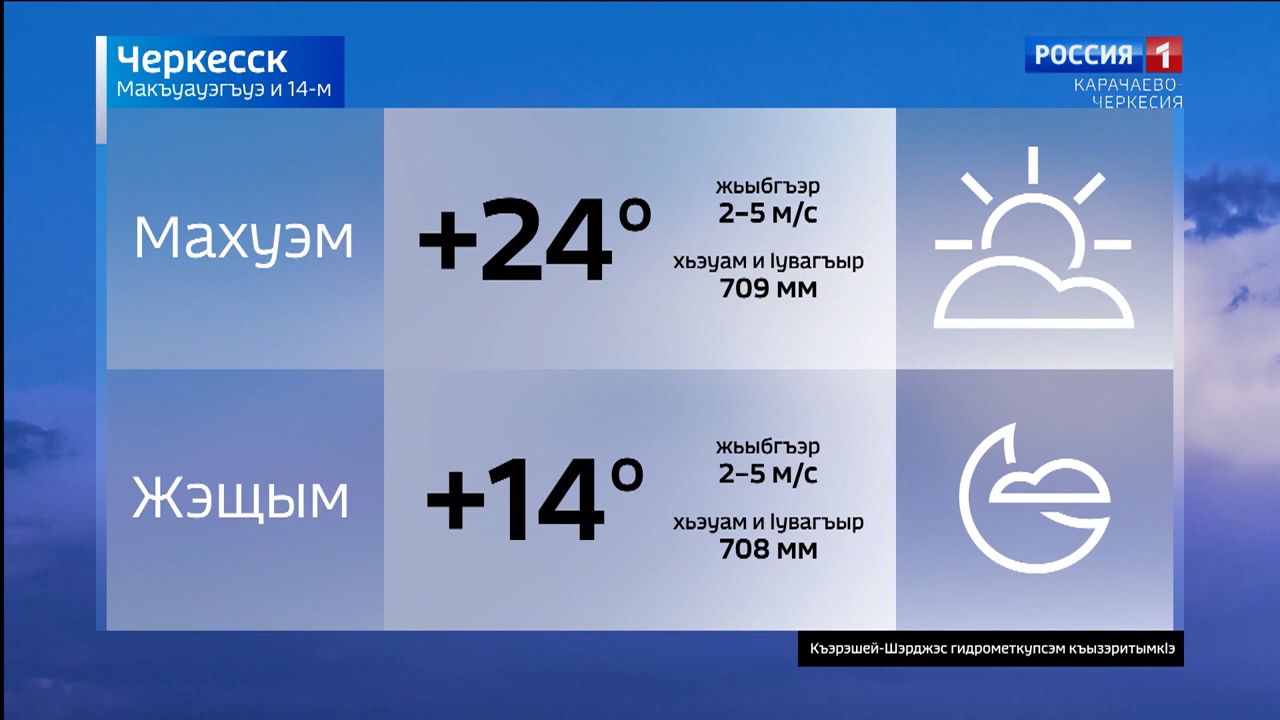 Черкесск
Макъуауэгъуэ и 14-м
РОССИЯ 1
КАРАЧАЕВО-
ЧЕРКЕСИЯ
Махуэм
+24°
жьыбгъэр
2-5 м/с
хьэуам и Iувагъыр
709 мм
Жэщым
+14°
жьыбгъэр
2-5 м/с
хьэуам и Iувагъыр
708 мм
Къэрэшей-Шэрджэс гидрометкупсэм къызэритымкIэ